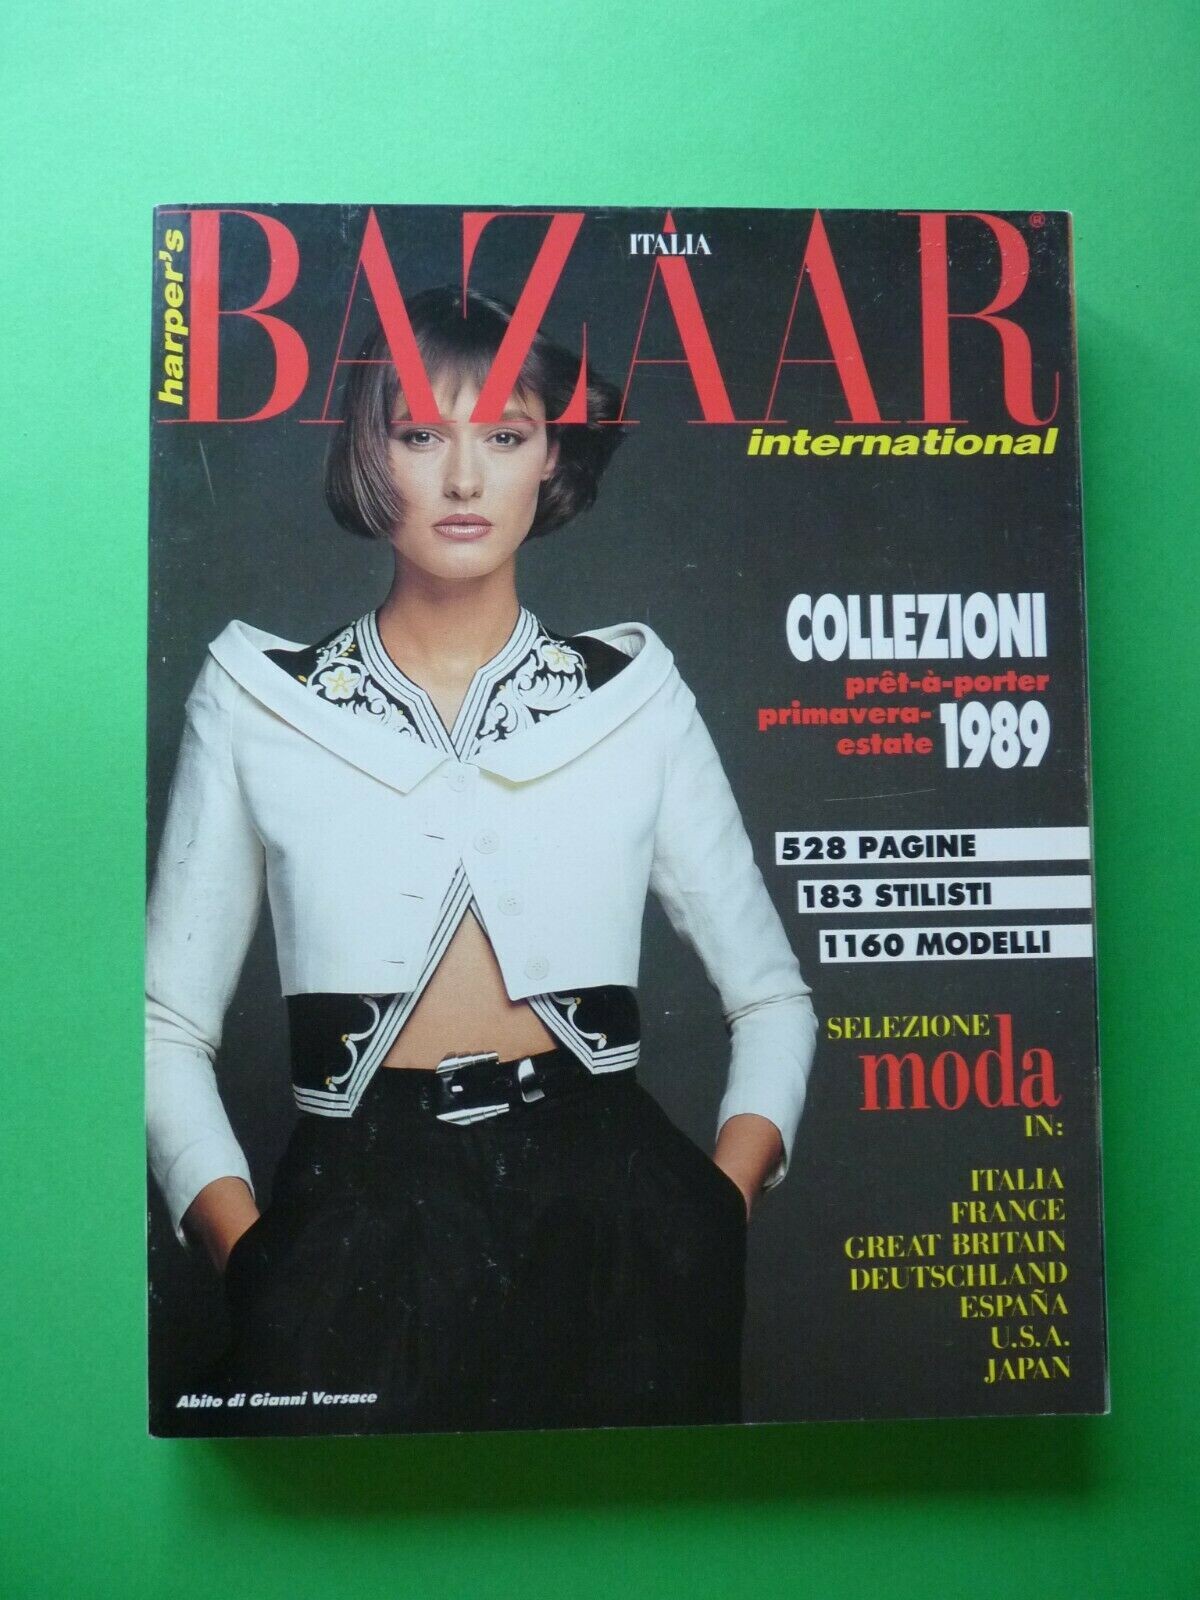 harper's
BAZAAR®
ITALIA
international
COLLEZIONI
prêt-à-porter
primavera-
estate 1989
528 PAGINE
183 STILISTI
1160 MODELLI
SELEZIONE
moda
IN:
ITALIA
FRANCE
GREAT BRITAIN
DEUTSCHLAND
ESPAÑA
U.S.A.
JAPAN
Abito di Gianni Versace